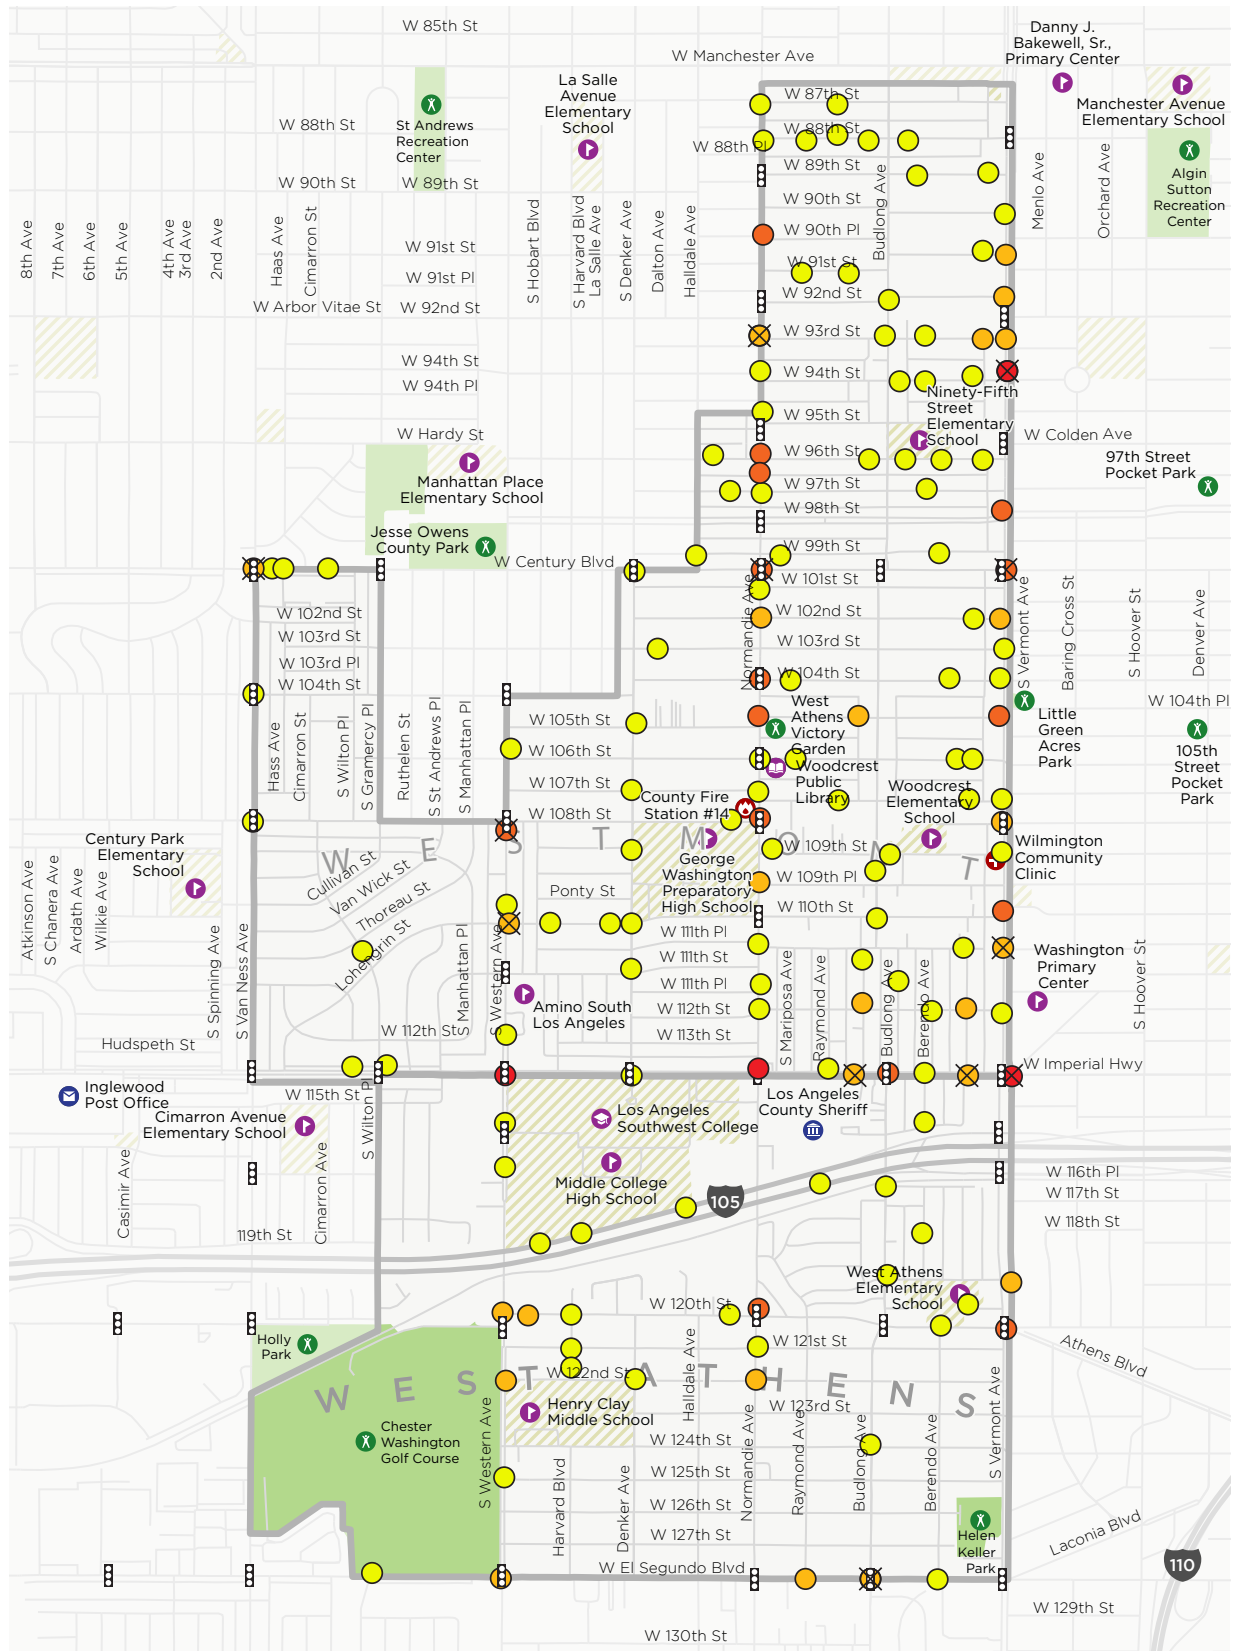 W 85th St
W Manchester Ave
Danny J.
Bakewell, Sr.,
Primary Center
La Salle
Avenue
Elementary
School
W 87th St
Manchester Avenue
Elementary School
St Andrews
Recreation
Center
W 88th St
W 88th St
W 88th Pl
W 89th St
W 90th St
W 89th St
Algin
Sutton
Recreation
Center
Menlo Ave
Orchard Ave
Budlong Ave
W 90th St
W 90th Pl
8th Ave
7th Ave
6th Ave
5th Ave
4th Ave
3rd Ave
2nd Ave
Haas Ave
Cimarron St
W 91st St
W 91st Pl
S Hobart Blvd
S Harvard Blvd
La Salle Ave
S Denker Ave
Dalton Ave
Halldale Ave
W 91st St
W 92nd St
W Arbor Vitae St
W 92nd St
W 93rd St
W 94th St
W 94th Pl
W 94th St
Ninety-Fifth
Street
Elementary
School
W 95th St
W Hardy St
W Colden Ave
W 96th St
97th Street
Pocket Park
Manhattan Place
Elementary School
W 97th St
W 98th St
Jesse Owens
County Park
W 99th St
W Century Blvd
W 101st St
Normandie Ave
S Vermont Ave
Baring Cross St
S Hoover St
Denver Ave
W 102nd St
W 103rd St
W 103rd Pl
W 104th St
W 102nd St
W 103rd St
W 104th St
W 104th Pl
Hass Ave
Cimarron St
S Wilton Pl
S Gramercy Pl
Ruthelen St
S St Andrews Pl
S Manhattan Pl
W 105th St
W 106th St
W 107th St
W 108th St
West
Athens
Victory
Garden
Woodcrest
Public
Library
Little
Green
Acres
Park
105th
Street
Pocket
Park
County Fire
Station #14
Woodcrest
Elementary
School
WESTMONT
Century Park
Elementary
School
George
Washington
Preparatory
High School
W 109th St
W 109th Pl
W 110th St
Wilmington
Community
Clinic
Cullivan St
Van Wick St
Thoreau St
Lohengrin St
Ponty St
Atkinson Ave
S Chanera Ave
Ardath Ave
Wilkie Ave
S Spinning Ave
S Van Ness Ave
S Manhattan Pl
S Western Ave
W 111th Pl
W 111th St
W 111th Pl
W 112th St
W 113th St
Washington
Primary
Center
S Hoover St
Amino South
Los Angeles
S Mariposa Ave
Raymond Ave
Budlong Ave
Berendo Ave
Hudspeth St
W 112th St
W Imperial Hwy
Inglewood
Post Office
W 115th St
S Wilton Pl
Cimarron Avenue
Elementary School
Los Angeles
Southwest College
Los Angeles
County Sheriff
Casimir Ave
Cimarron Ave
Middle College
High School
W 116th Pl
W 117th St
W 118th St
105
119th St
West Athens
Elementary
School
W 120th St
W 121st St
Holly
Park
Athens Blvd
W 122nd St
WEST ATHENS
Halldale Ave
W 123rd St
Henry Clay
Middle School
Chester
Washington
Golf Course
S Western Ave
W 124th St
W 125th St
W 126th St
W 127th St
Harvard Blvd
Denker Ave
Normandie Ave
Raymond Ave
Budlong Ave
Berendo Ave
S Vermont Ave
Helen
Keller
Park
Laconia Blvd
W El Segundo Blvd
110
W 129th St
W 130th St